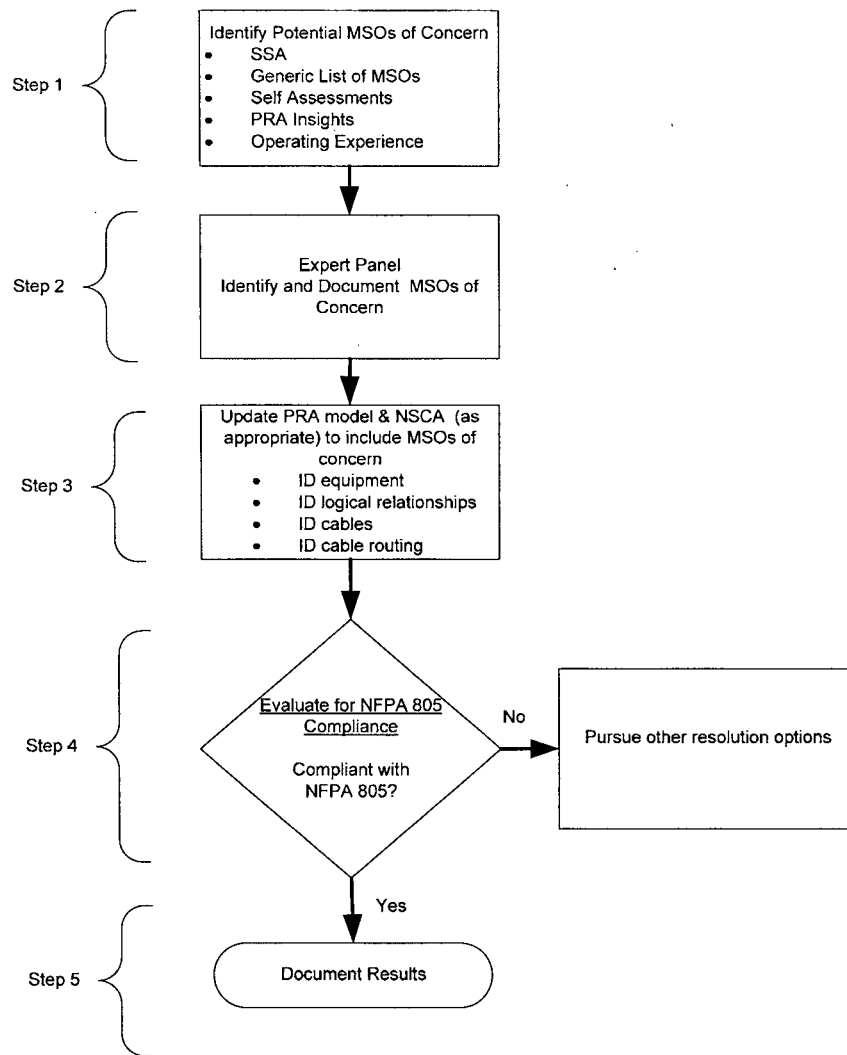 Step 1
Identify Potential MSOs of Concern
• SSA
• Generic List of MSOs
• Self Assessments
• PRA Insights
• Operating Experience
Step 2
Expert Panel
Identify and Document MSOs of
Concern
Step 3
Update PRA model & NSCA (as
appropriate) to include MSOs of
concern
• ID equipment
• ID logical relationships
• ID cables
• ID cable routing
Step 4
Evaluate for NFPA 805
Compliance
Compliant with
NFPA 805?
No
Pursue other resolution options
Yes
Step 5
Document Results